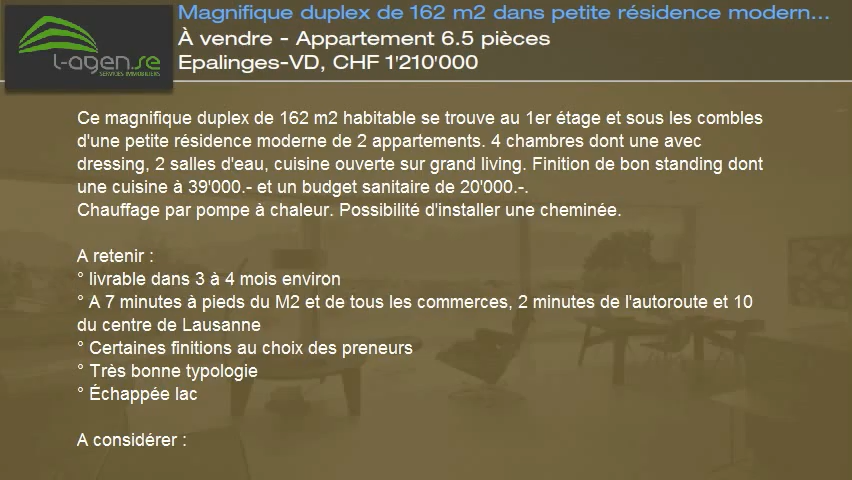 Magnifique duplex de 162 m2 dans petite résidence modern...
L-agen.se
SERVICES IMMOBILIERS
À vendre - Appartement 6.5 pièces
Epalinges-VD, CHF 1'210'000
Ce magnifique duplex de 162 m2 habitable se trouve au 1er étage et sous les combles
d'une petite résidence moderne de 2 appartements. 4 chambres dont une avec
dressing, 2 salles d'eau, cuisine ouverte sur grand living. Finition de bon standing dont
une cuisine à 39'000.- et un budget sanitaire de 20'000.-.
Chauffage par pompe à chaleur. Possibilité d'installer une cheminée.
A retenir :
° livrable dans 3 à 4 mois environ
° A 7 minutes à pieds du M2 et de tous les commerces, 2 minutes de l'autoroute et 10
du centre de Lausanne
° Certaines finitions au choix des preneurs
° Très bonne typologie
° Échappée lac
A considérer :